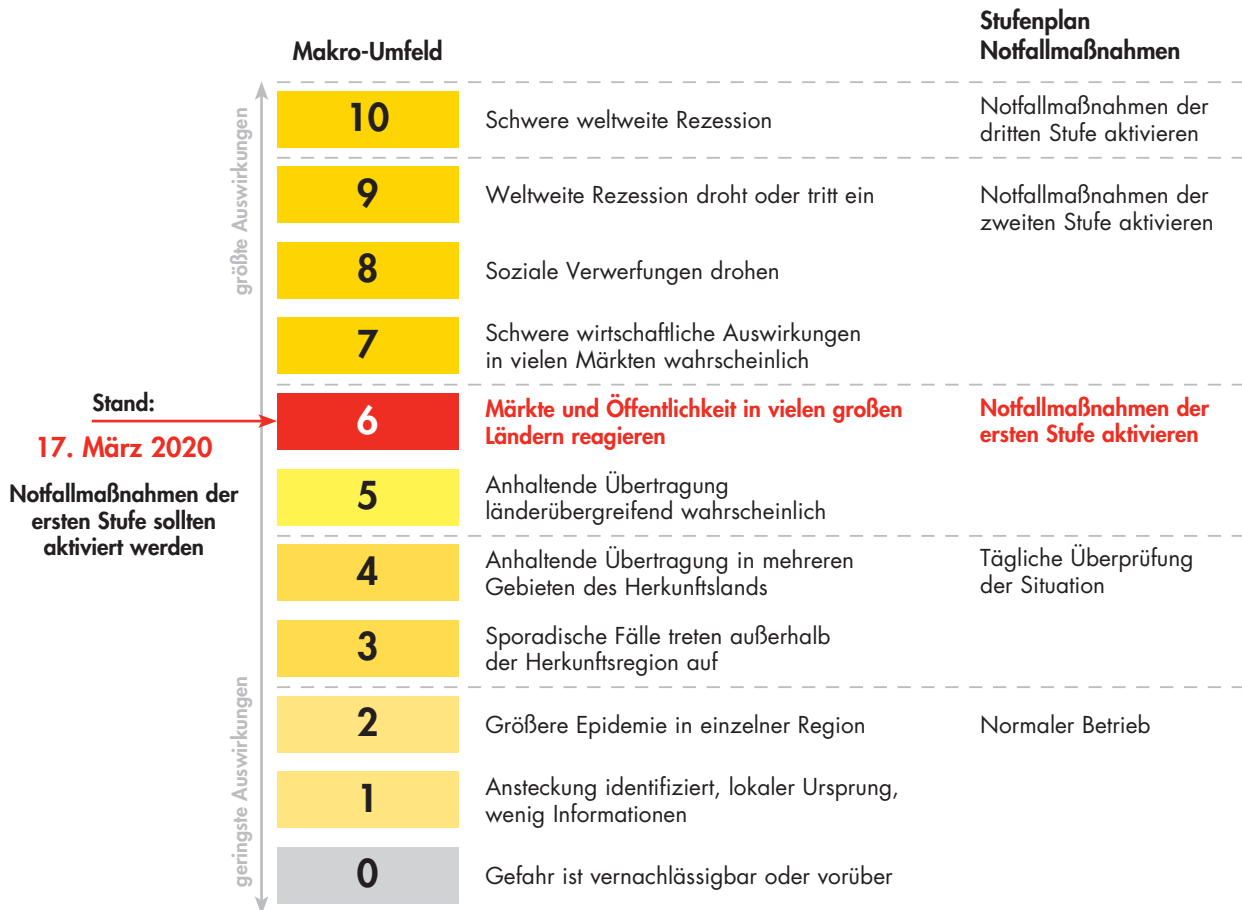 Makro-Umfeld
Stufenplan
Notfallmaßnahmen
größte Auswirkungen
10
Schwere weltweite Rezession
Notfallmaßnahmen der
dritten Stufe aktivieren
9
Weltweite Rezession droht oder tritt ein
Notfallmaßnahmen der
zweiten Stufe aktivieren
8
Soziale Verwerfungen drohen
7
Schwere wirtschaftliche Auswirkungen
in vielen Märkten wahrscheinlich
Stand:
17. März 2020
Notfallmaßnahmen der
ersten Stufe sollten
aktiviert werden
6
Märkte und Öffentlichkeit in vielen großen
Ländern reagieren
Notfallmaßnahmen der
ersten Stufe aktivieren
5
Anhaltende Übertragung
länderübergreifend wahrscheinlich
4
Anhaltende Übertragung in mehreren
Gebieten des Herkunftslands
Tägliche Überprüfung
der Situation
3
Sporadische Fälle treten außerhalb
der Herkunftsregion auf
geringste Auswirkungen
2
Größere Epidemie in einzelner Region
Normaler Betrieb
1
Ansteckung identifiziert, lokaler Ursprung,
wenig Informationen
0
Gefahr ist vernachlässigbar oder vorüber